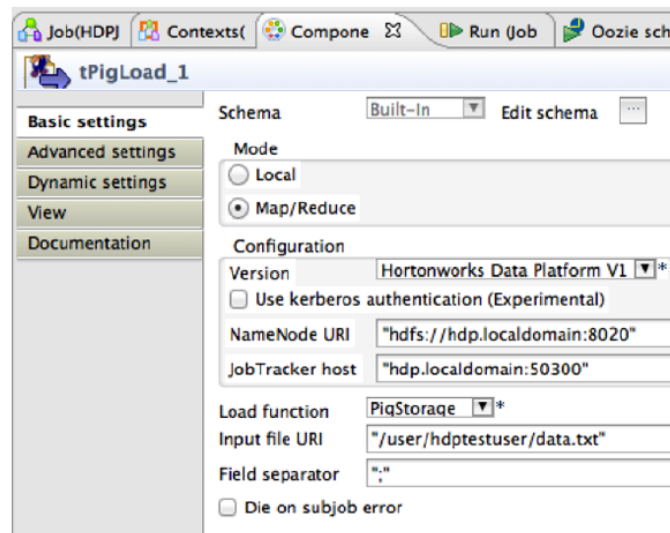 Job(HDPJ Contexts( Compone Run (Job Oozie sch
tPigLoad_1
Basic settings
Advanced settings
Dynamic settings
View
Documentation
Schema Built-In Edit schema ...
Mode
Local
Map/Reduce
Configuration
Version Hortonworks Data Platform V1 *
Use kerberos authentication (Experimental)
NameNode URI "hdfs://hdp.localdomain:8020"
JobTracker host "hdp.localdomain:50300"
Load function PigStorage *
Input file URI "/user/hdptestuser/data.txt"
Field separator ";"
Die on subjob error